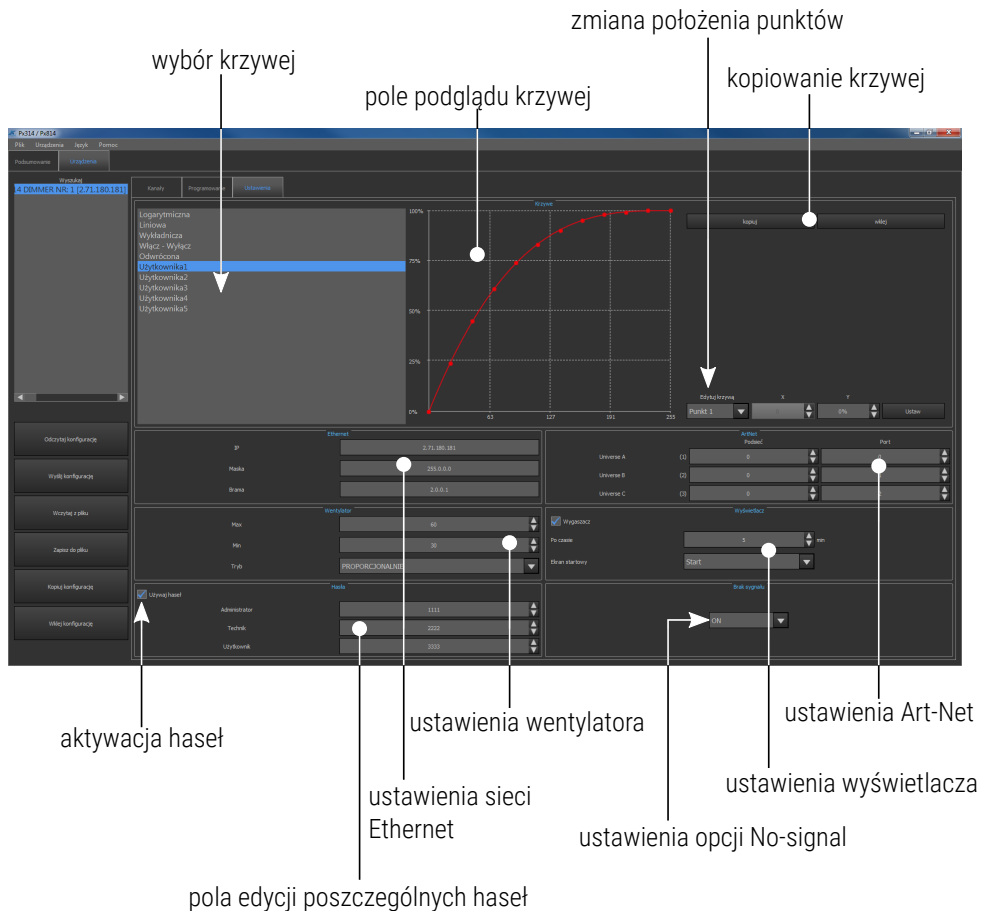 zmiana położenia punktów
wybór krzywej
kopiowanie krzywej
pole podglądu krzywej
Px314 / Px814
Plik Urządzenia Język Pomoc
Podsumowanie Urządzenia
Wyszukaj
4 DIMMER NR: 1 [2.71.180.181]
Kanały Programowanie Ustawienia
Krzywe
Logarytmiczna
Liniowa
Wykładnicza
Włącz - Wyłącz
Odwrócona
Użytkownika1
Użytkownika2
Użytkownika3
Użytkownika4
Użytkownika5
100%
75%
50%
25%
0%
63 127 191 255
kopiuj wklej
Edytuj krzywą X Y
Punkt 1 0% Ustaw
Odczytaj konfigurację
Wyślij konfigurację
Wczytaj z pliku
Zapisz do pliku
Kopiuj konfigurację
Wklej konfigurację
Ethernet
IP 2.71.180.181
Maska 255.0.0.0
Brama 2.0.0.1
ArtNet
Podsieć Port
Universe A (1) 0
Universe B (2) 0
Universe C (3) 0 2
Wentylator
Max 60
Min 30
Tryb PROPORCJONALNIE
Wyświetlacz
Wygaszacz
Po czasie 5 min
Ekran startowy Start
Hasła
Używaj haseł
Administrator 1111
Technik 2222
Użytkownik 3333
Brak sygnału
ON
aktywacja haseł
ustawienia wentylatora
ustawienia Art-Net
ustawienia sieci
Ethernet
ustawienia wyświetlacza
ustawienia opcji No-signal
pola edycji poszczególnych haseł